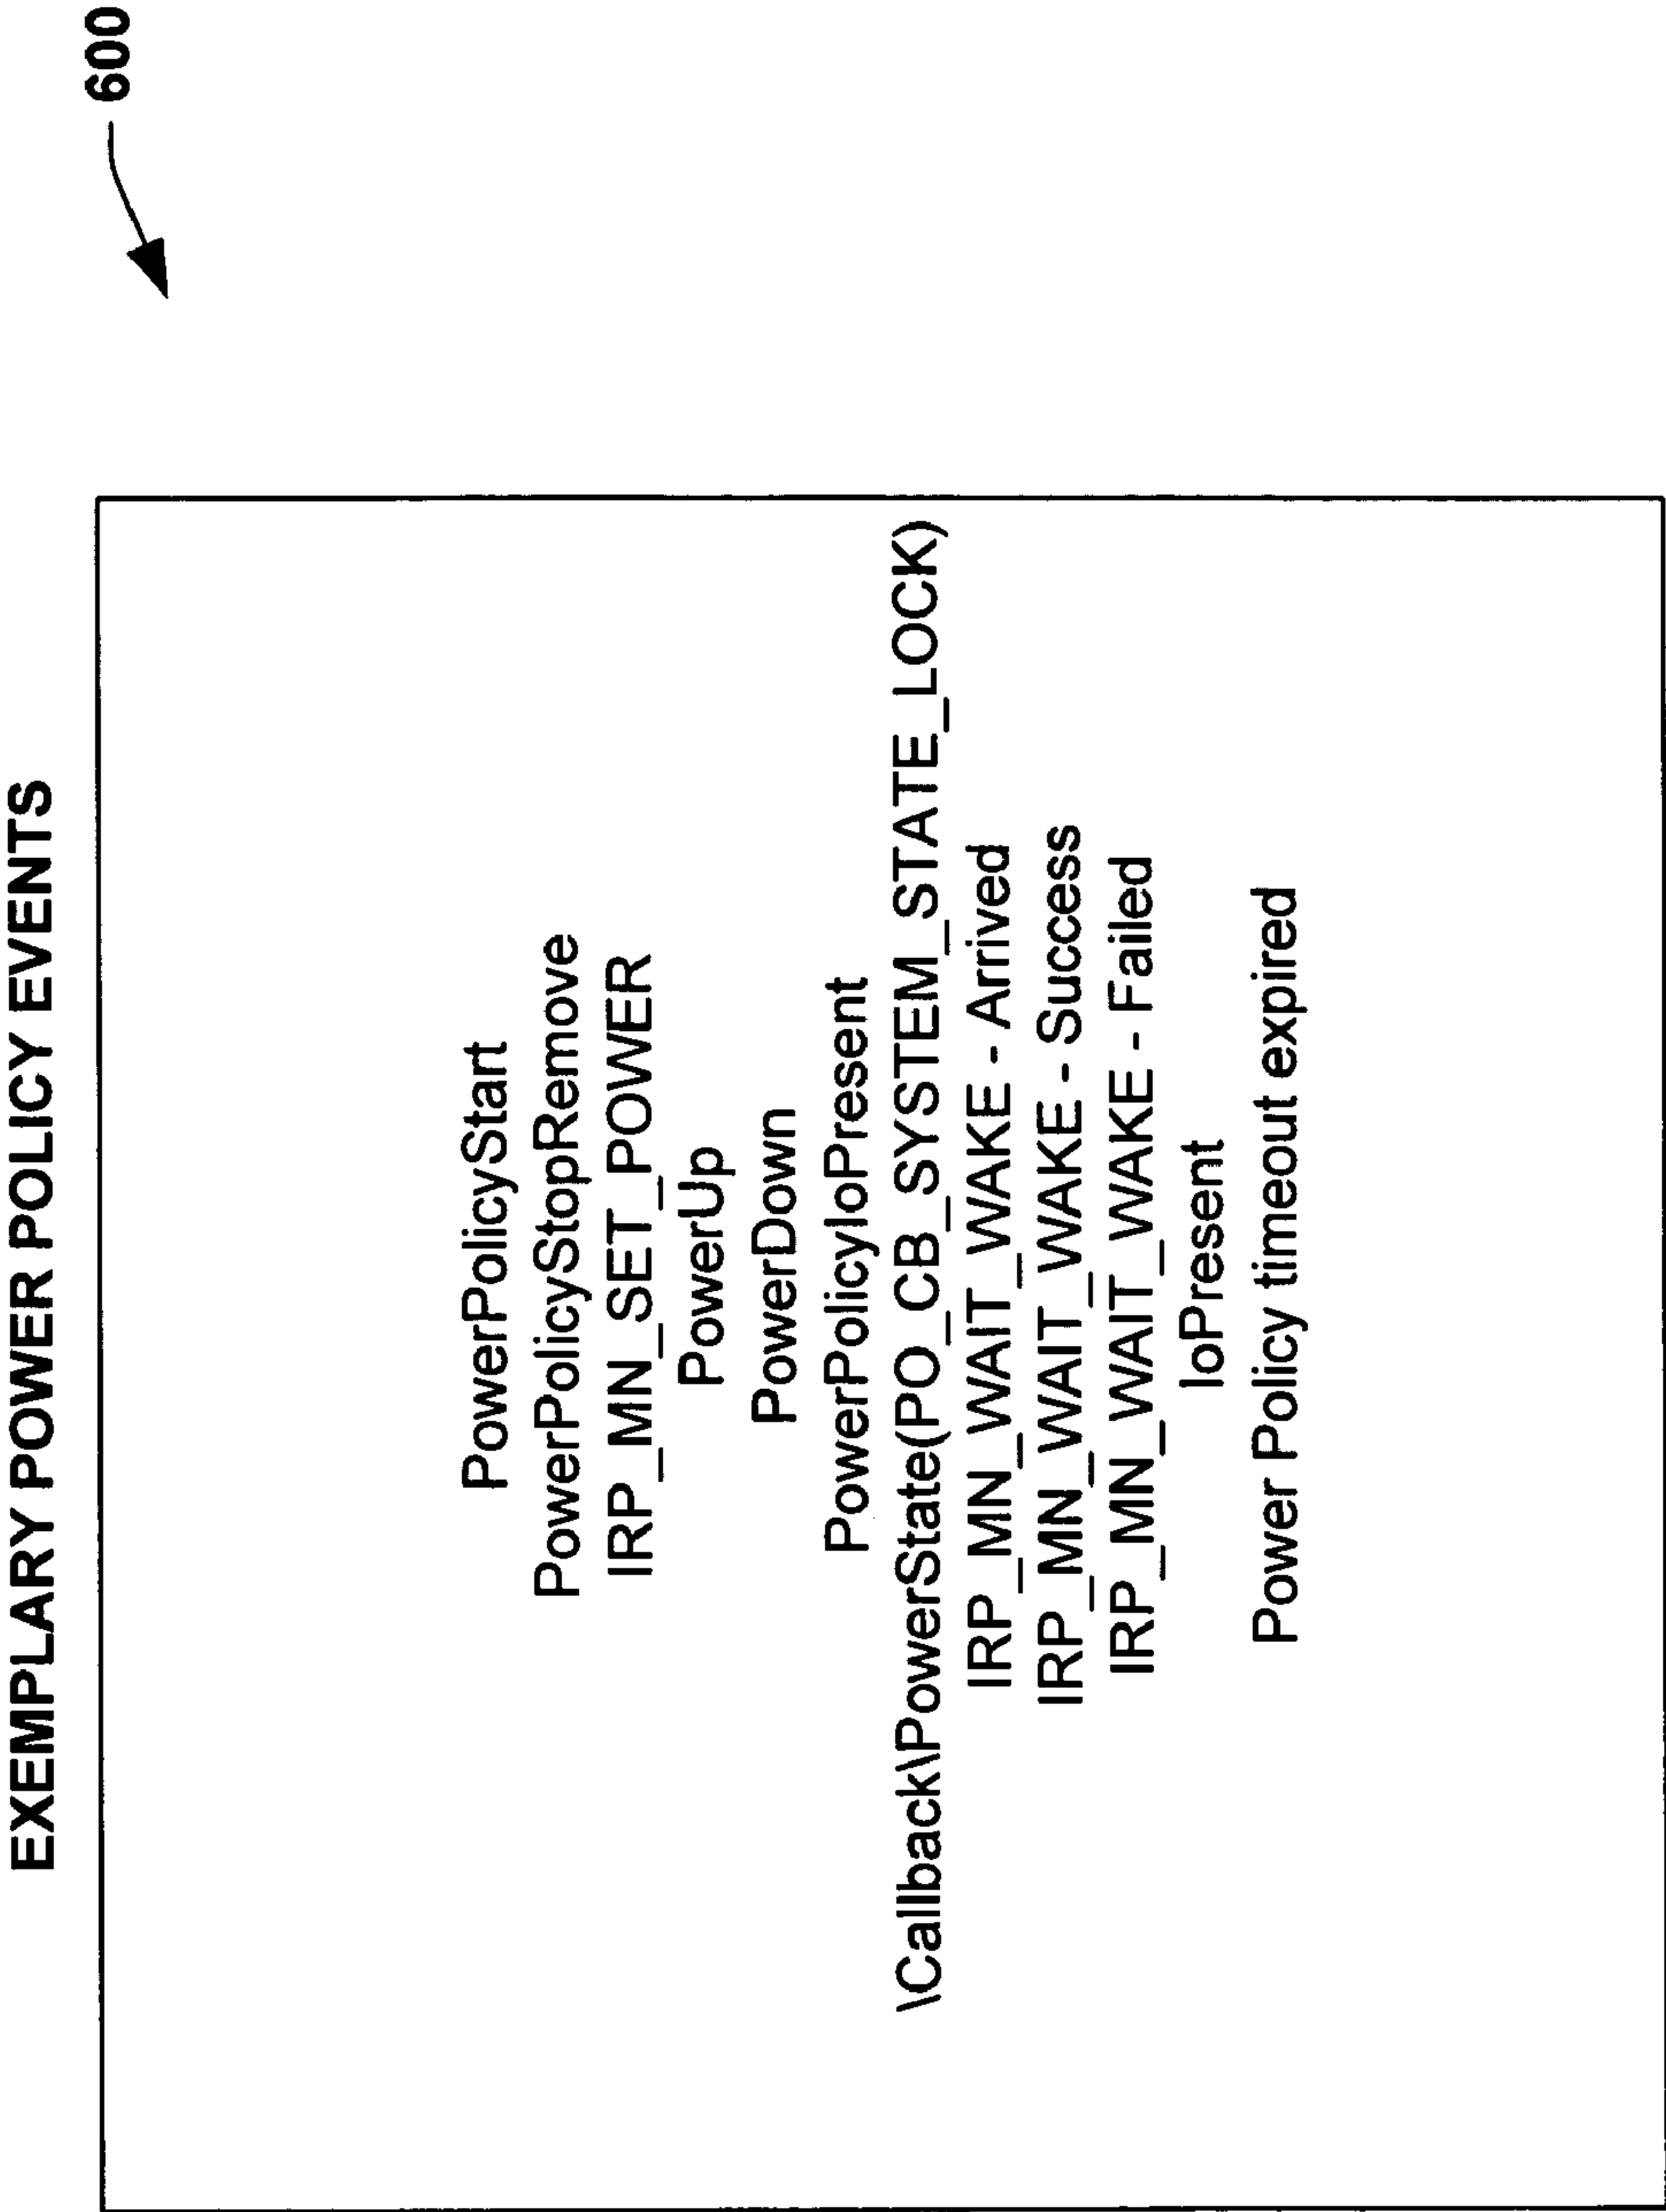 EXEMPLARY POWER POLICY EVENTS
600
PowerPolicyStart
PowerPolicyStopRemove
IRP_MN_SET_POWER
PowerUp
PowerDown
PowerPolicyIoPresent
\Callback\PowerState(PO_CB_SYSTEM_STATE_LOCK)
IRP_MN_WAIT_WAKE - Arrived
IRP_MN_WAIT_WAKE - Success
IRP_MN_WAIT_WAKE - Failed
IoPresent
Power Policy timeout expired